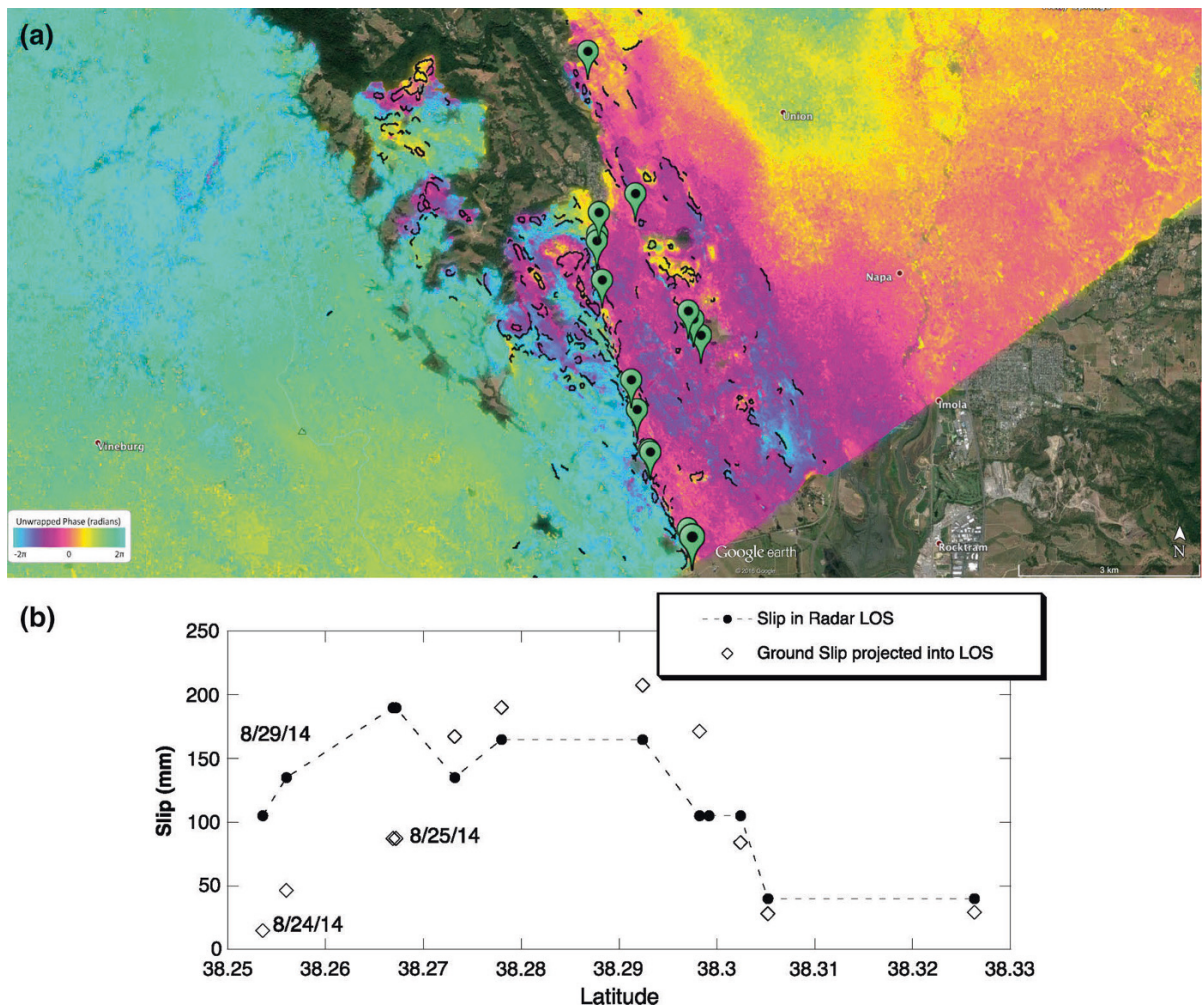 (a)
Union
Napa
Imola
Vineburg
Unwrapped Phase (radians)
-2π 0 2π
Google earth
© 2015 Google
Rocktram
N
3 km
(b)
Slip in Radar LOS
Ground Slip projected into LOS
250
200
150
100
50
0
Slip (mm)
8/29/14
8/25/14
8/24/14
38.25 38.26 38.27 38.28 38.29 38.3 38.31 38.32 38.33
Latitude